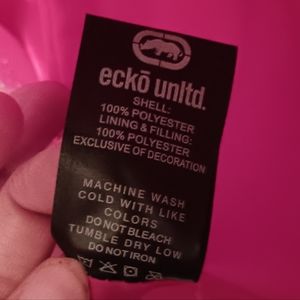 eckō unltd.
SHELL:
100% POLYESTER
LINING & FILLING:
100% POLYESTER
EXCLUSIVE OF DECORATION
MACHINE WASH
COLD WITH LIKE
COLORS
DO NOT BLEACH
TUMBLE DRY LOW
DO NOT IRON